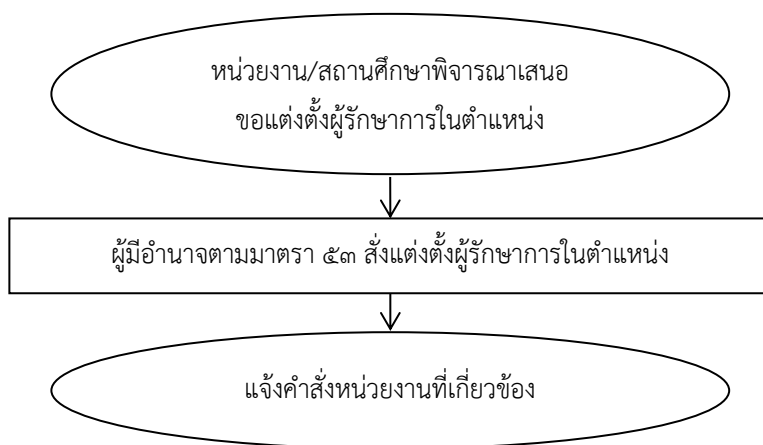 หน่วยงาน/สถานศึกษาพิจารณาเสนอ
ขอแต่งตั้งผู้รักษาการในตำแหน่ง
ผู้มีอำนาจตามมาตรา ๕๓ สั่งแต่งตั้งผู้รักษาการในตำแหน่ง
แจ้งคำสั่งหน่วยงานที่เกี่ยวข้อง